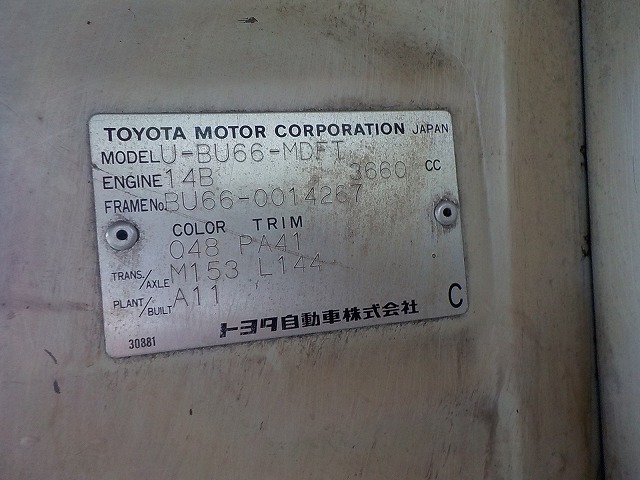 TOYOTA MOTOR CORPORATION JAPAN
MODEL U-BU66-MDFT
ENGINE 14B 3660 CC
FRAME No. BU66-0014267
COLOR TRIM
048 PA41
TRANS./AXLE M153 L144
PLANT/BUILT A11
トヨタ自動車株式会社 C
30881